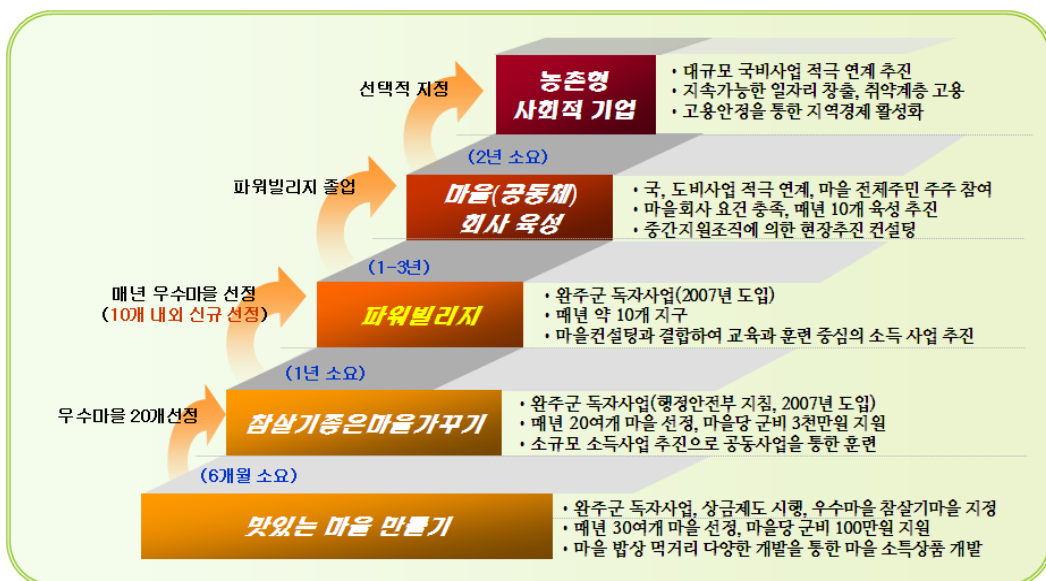 농촌형
사회적 기업
• 대규모 국비사업 적극 연계 추진
• 지속가능한 일자리 창출, 취약계층 고용
• 고용안정을 통한 지역경제 활성화
선택적 지정
(2년 소요)
마을(공동체)
회사 육성
• 국, 도비사업 적극 연계, 마을 전체주민 주주 참여
• 마을회사 요건 충족, 매년 10개 육성 추진
• 중간지원조직에 의한 현장추진 컨설팅
파워빌리지 졸업
(1-3년)
파워빌리지
• 완주군 독자사업(2007년 도입)
• 매년 약 10개 지구
• 마을컨설팅과 결합하여 교육과 훈련 중심의 소득 사업 추진
매년 우수마을 선정
(10개 내외 신규 선정)
(1년 소요)
참살기좋은마을가꾸기
• 완주군 독자사업(행정안전부 지침, 2007년 도입)
• 매년 20여개 마을 선정, 마을당 군비 3천만원 지원
• 소규모 소득사업 추진으로 공동사업을 통한 훈련
우수마을 20개선정
(6개월 소요)
맛있는 마을 만들기
• 완주군 독자사업, 상금제도 시행, 우수마을 참살기마을 지정
• 매년 30여개 마을 선정, 마을당 군비 100만원 지원
• 마을 밥상 먹거리 다양한 개발을 통한 마을 소득상품 개발